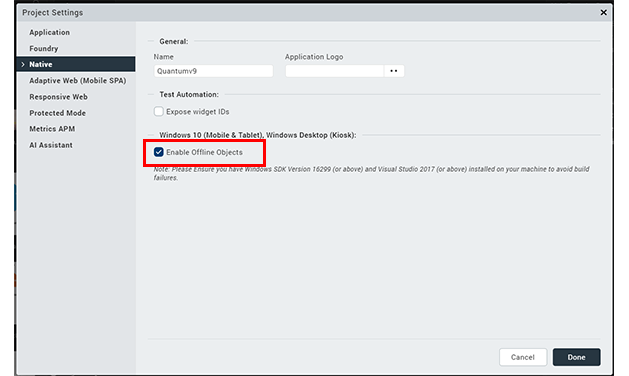 Project Settings
Application
Foundry
Native
Adaptive Web (Mobile SPA)
Responsive Web
Protected Mode
Metrics APM
AI Assistant
General:
Name
Application Logo
Quantumv9
Test Automation:
Expose widget IDs
Windows 10 (Mobile & Tablet), Windows Desktop (Kiosk):
Enable Offline Objects
Note: Please Ensure you have Windows SDK Version 16299 (or above) and Visual Studio 2017 (or above) installed on your machine to avoid build
failures.
Cancel
Done